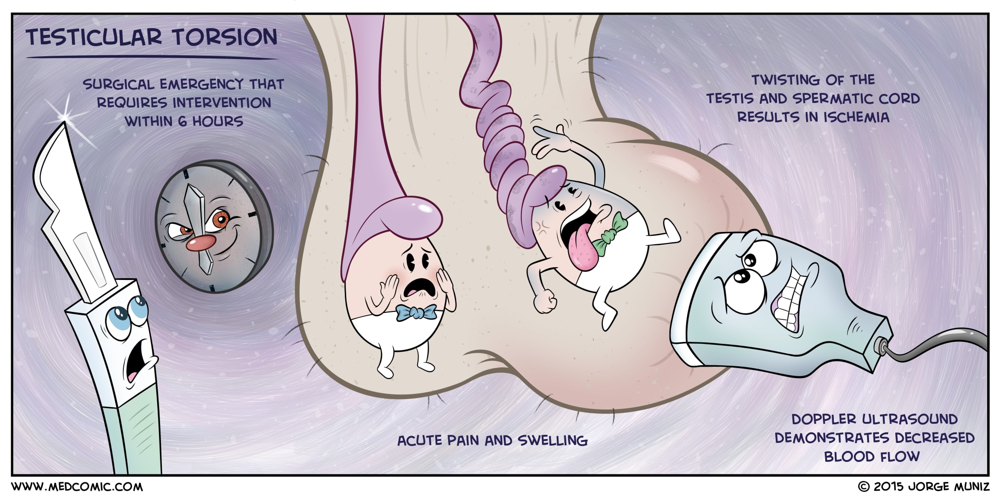 TESTICULAR TORSION
SURGICAL EMERGENCY THAT
REQUIRES INTERVENTION
WITHIN 6 HOURS
TWISTING OF THE
TESTIS AND SPERMATIC CORD
RESULTS IN ISCHEMIA
ACUTE PAIN AND SWELLING
DOPPLER ULTRASOUND
DEMONSTRATES DECREASED
BLOOD FLOW
WWW.MEDCOMIC.COM
© 2015 JORGE MUNIZ